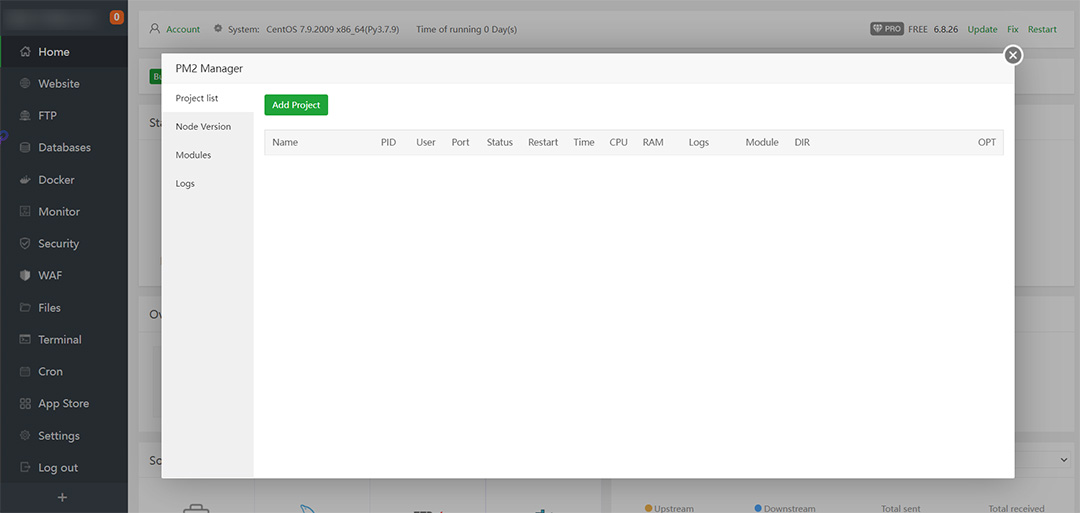 0
Account System: CentOS 7.9.2009 x86_64(Py3.7.9) Time of running 0 Day(s) PRO FREE 6.8.26 Update Fix Restart
Home
Website
FTP
Databases
Docker
Monitor
Security
WAF
Files
Terminal
Cron
App Store
Settings
Log out
PM2 Manager
Project list
Node Version
Modules
Logs
Add Project
Name PID User Port Status Restart Time CPU RAM Logs Module DIR OPT
Upstream Downstream Total sent Total received